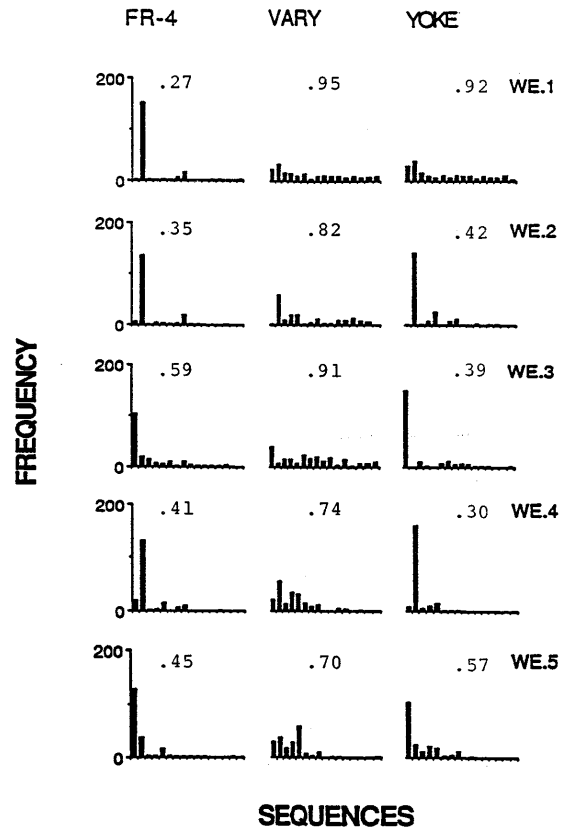 FR-4 VARY YOKE
200 .27 .95 .92 WE.1
0
200 .35 .82 .42 WE.2
0
200 .59 .91 .39 WE.3
0
200 .41 .74 .30 WE.4
0
200 .45 .70 .57 WE.5
0
FREQUENCY
SEQUENCES